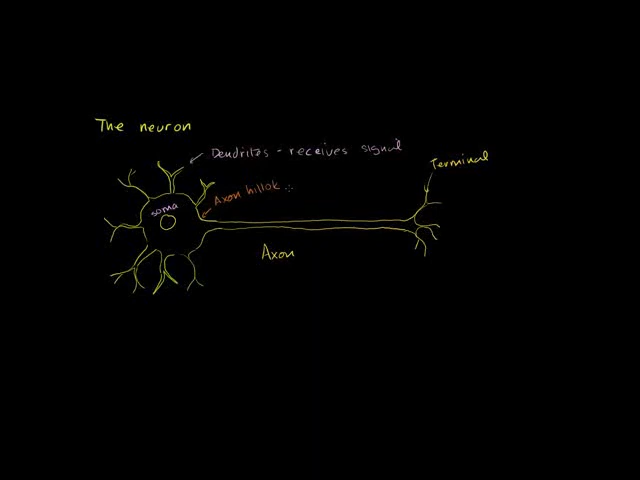 The neuron
Dendrites - receives signal
Terminal
soma
Axon hillok
Axon